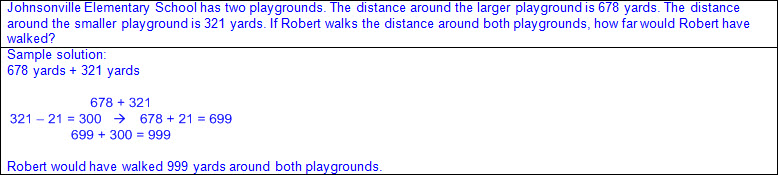 Johnsonville Elementary School has two playgrounds. The distance around the larger playground is 678 yards. The distance
around the smaller playground is 321 yards. If Robert walks the distance around both playgrounds, how far would Robert have
walked?
Sample solution:
678 yards + 321 yards
678 + 321
321 – 21 = 300 → 678 + 21 = 699
699 + 300 = 999
Robert would have walked 999 yards around both playgrounds.